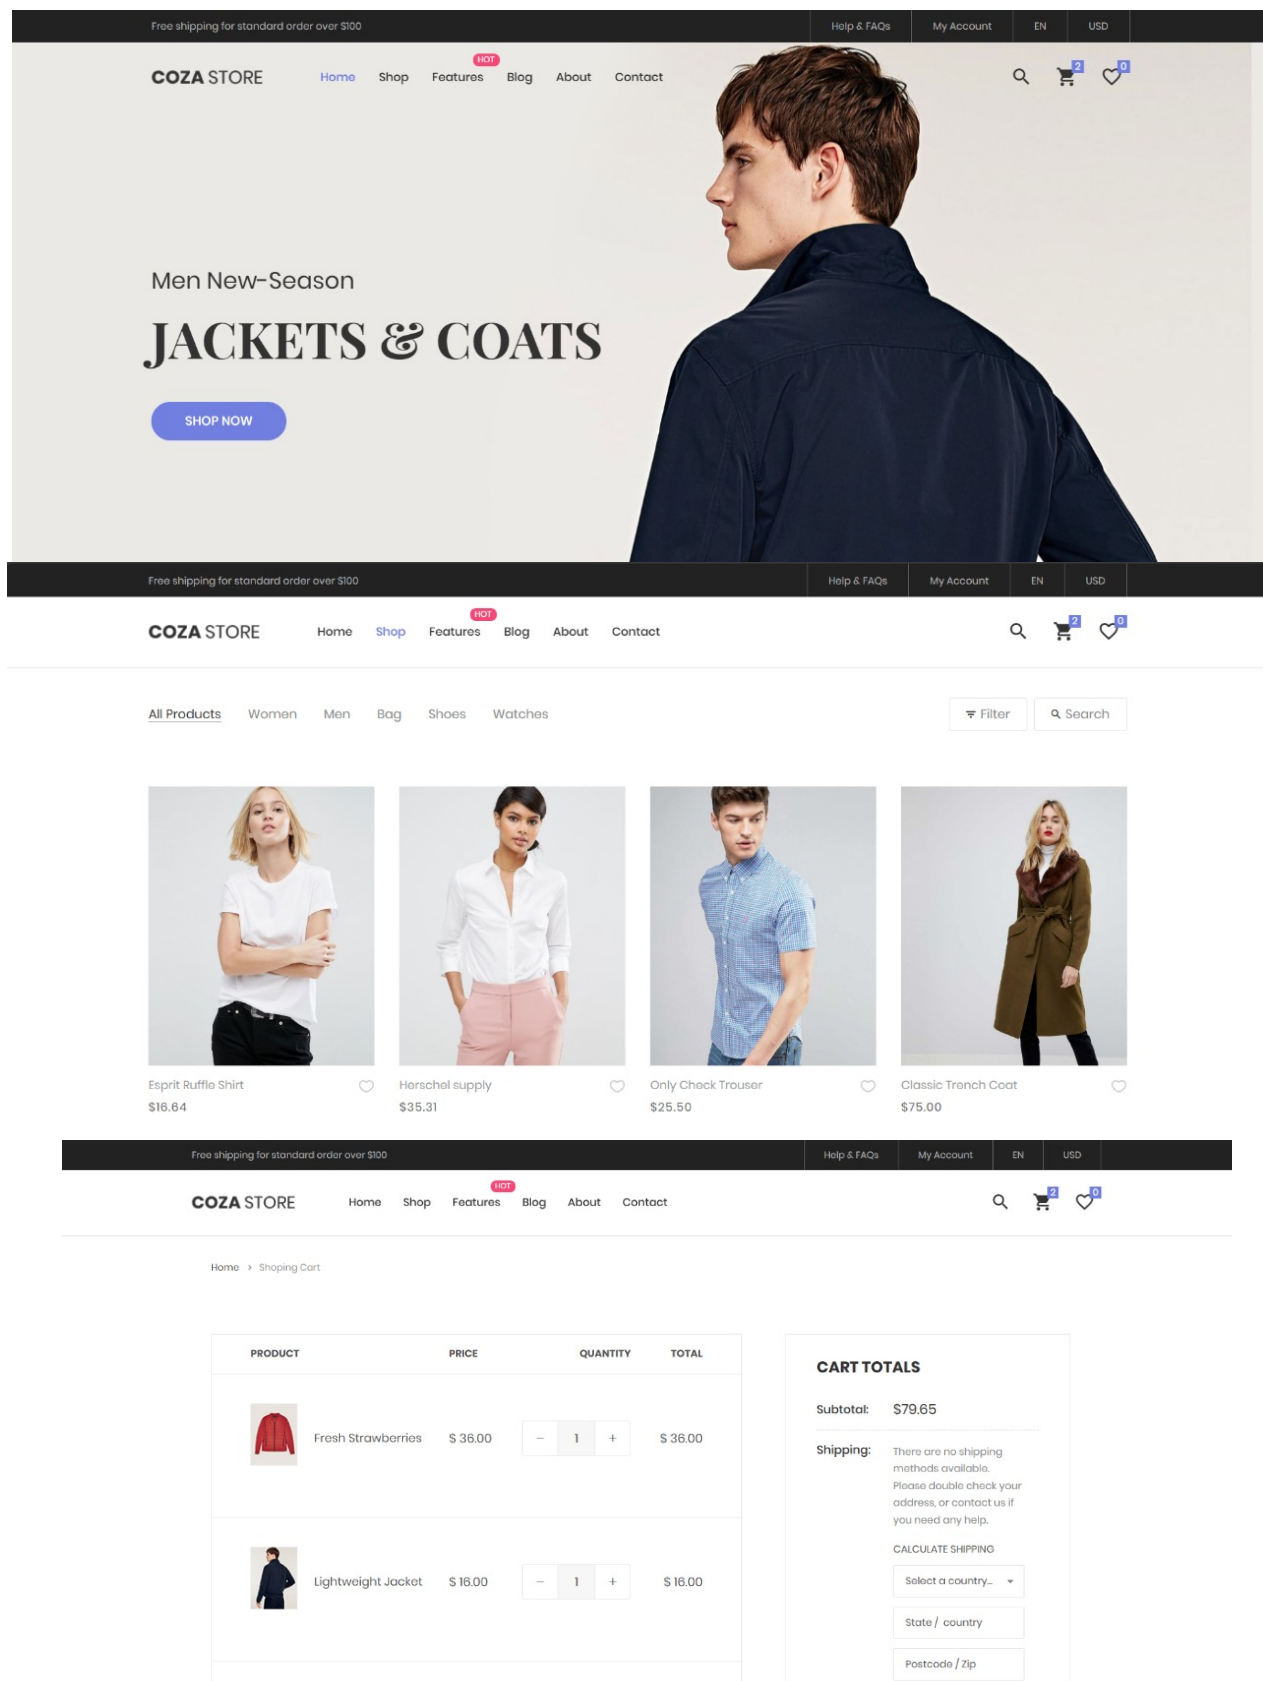 Free shipping for standard order over $100
Help & FAQs
My Account
EN
USD
COZA STORE
Home
Shop
Features
HOT
Blog
About
Contact
2
0
Men New-Season
JACKETS & COATS
SHOP NOW
Free shipping for standard order over $100
Help & FAQs
My Account
EN
USD
COZA STORE
Home
Shop
Features
HOT
Blog
About
Contact
2
0
All Products
Women
Men
Bag
Shoes
Watches
Filter
Search
Esprit Ruffle Shirt
$16.64
Herschel supply
$35.31
Only Check Trouser
$25.50
Classic Trench Coat
$75.00
Free shipping for standard order over $100
Help & FAQs
My Account
EN
USD
COZA STORE
Home
Shop
Features
HOT
Blog
About
Contact
2
0
Home > Shoping Cart
PRODUCT PRICE QUANTITY TOTAL
Fresh Strawberries $ 36.00 − 1 + $ 36.00
Lightweight Jacket $ 16.00 − 1 + $ 16.00
CART TOTALS
Subtotal: $79.65
Shipping: There are no shipping
methods available.
Please double check your
address, or contact us if
you need any help.
CALCULATE SHIPPING
Select a country...
State / country
Postcode / Zip